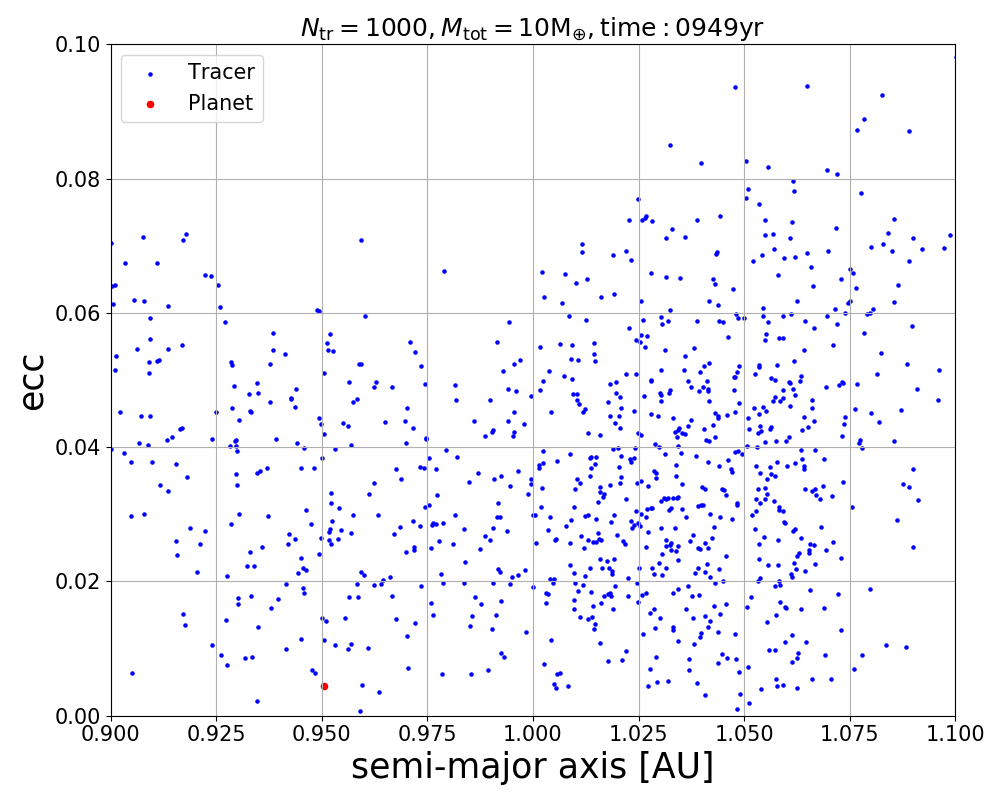 N_tr = 1000, M_tot = 10M_⊕, time : 0949yr
Tracer
Planet
0.10
0.08
0.06
0.04
0.02
0.00
ecc
0.900 0.925 0.950 0.975 1.000 1.025 1.050 1.075 1.100
semi-major axis [AU]